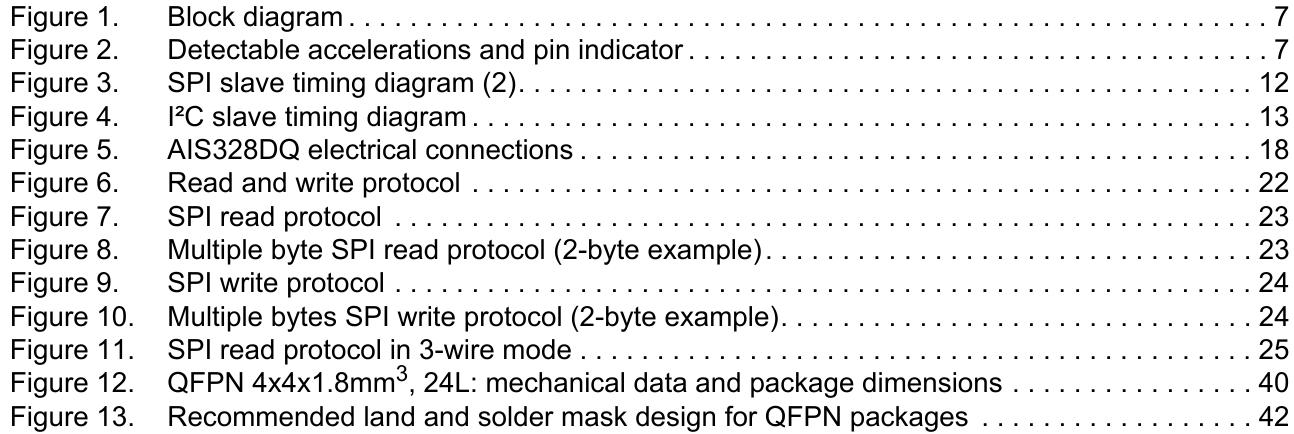 Figure 1. Block diagram . . . . . . . . . . . . . . . . . . . . . . . . . . . . . . . . . . . . . . . . . . . . . . . . . . . . . . . . . . . . . 7
Figure 2. Detectable accelerations and pin indicator . . . . . . . . . . . . . . . . . . . . . . . . . . . . . . . . . . . . . . 7
Figure 3. SPI slave timing diagram (2). . . . . . . . . . . . . . . . . . . . . . . . . . . . . . . . . . . . . . . . . . . . . . . . 12
Figure 4. I²C slave timing diagram . . . . . . . . . . . . . . . . . . . . . . . . . . . . . . . . . . . . . . . . . . . . . . . . . . . 13
Figure 5. AIS328DQ electrical connections . . . . . . . . . . . . . . . . . . . . . . . . . . . . . . . . . . . . . . . . . . . . 18
Figure 6. Read and write protocol . . . . . . . . . . . . . . . . . . . . . . . . . . . . . . . . . . . . . . . . . . . . . . . . . . . 22
Figure 7. SPI read protocol . . . . . . . . . . . . . . . . . . . . . . . . . . . . . . . . . . . . . . . . . . . . . . . . . . . . . . . . 23
Figure 8. Multiple byte SPI read protocol (2-byte example). . . . . . . . . . . . . . . . . . . . . . . . . . . . . . . . 23
Figure 9. SPI write protocol . . . . . . . . . . . . . . . . . . . . . . . . . . . . . . . . . . . . . . . . . . . . . . . . . . . . . . . . 24
Figure 10. Multiple bytes SPI write protocol (2-byte example). . . . . . . . . . . . . . . . . . . . . . . . . . . . . . . 24
Figure 11. SPI read protocol in 3-wire mode . . . . . . . . . . . . . . . . . . . . . . . . . . . . . . . . . . . . . . . . . . . . 25
Figure 12. QFPN 4x4x1.8mm³, 24L: mechanical data and package dimensions . . . . . . . . . . . . . . . . 40
Figure 13. Recommended land and solder mask design for QFPN packages . . . . . . . . . . . . . . . . . . 42